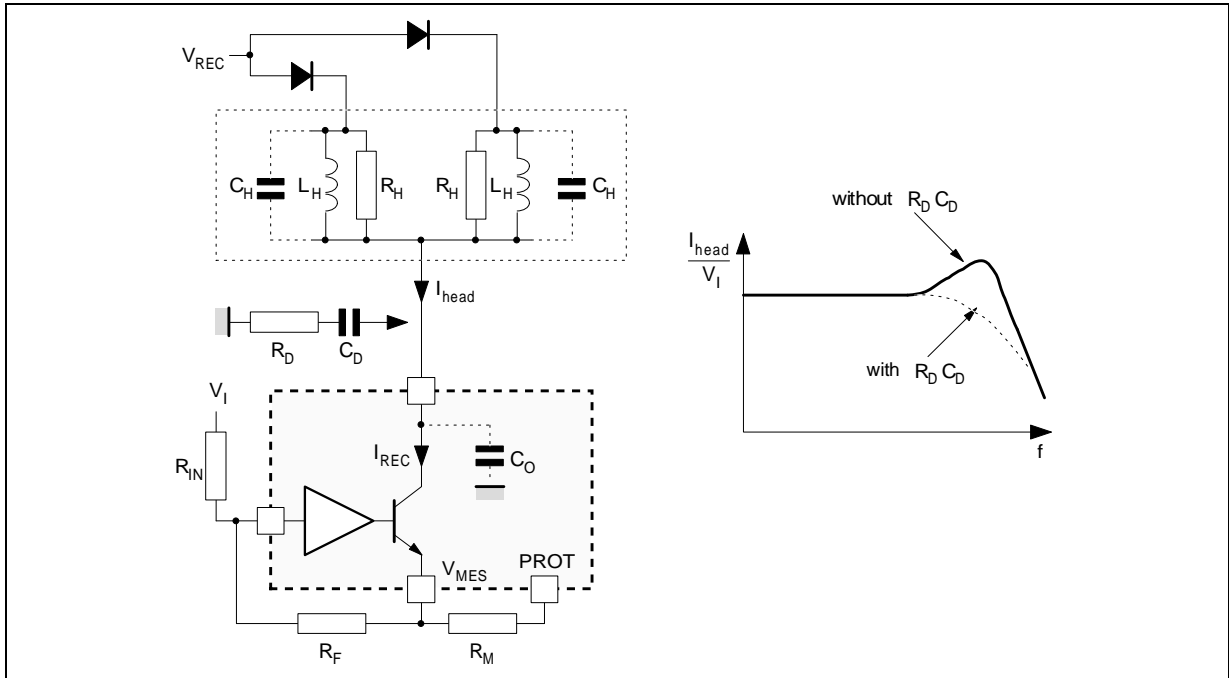 V_REC
C_H L_H R_H R_H L_H C_H
I_head
R_D C_D
V_I
R_IN
I_REC
C_O
V_MES
PROT
R_F
R_M
I_head
V_I
without R_D C_D
with R_D C_D
f